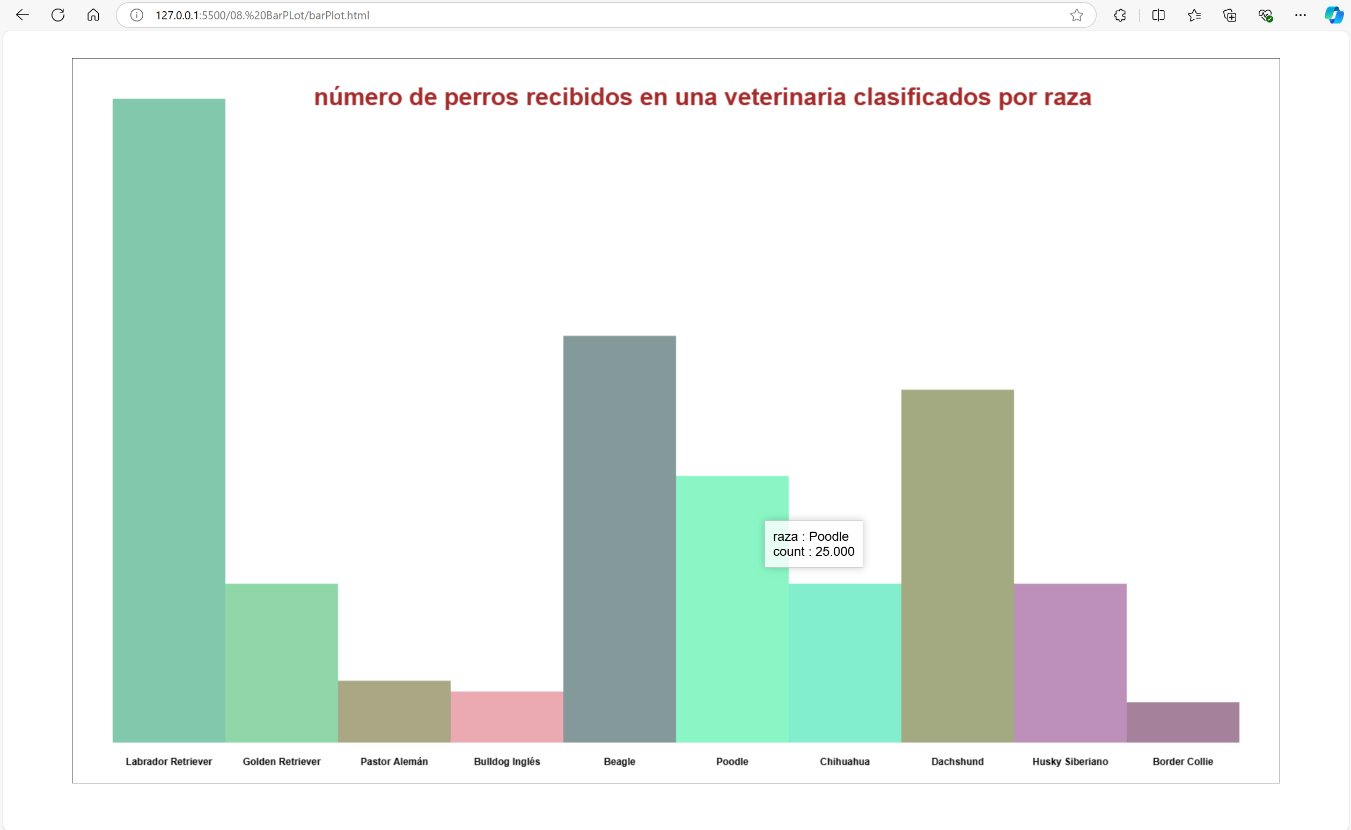 127.0.0.1:5500/08.%20BarPLot/barPlot.html
número de perros recibidos en una veterinaria clasificados por raza
raza : Poodle
count : 25.000
Labrador Retriever Golden Retriever Pastor Alemán Bulldog Inglés Beagle Poodle Chihuahua Dachshund Husky Siberiano Border Collie